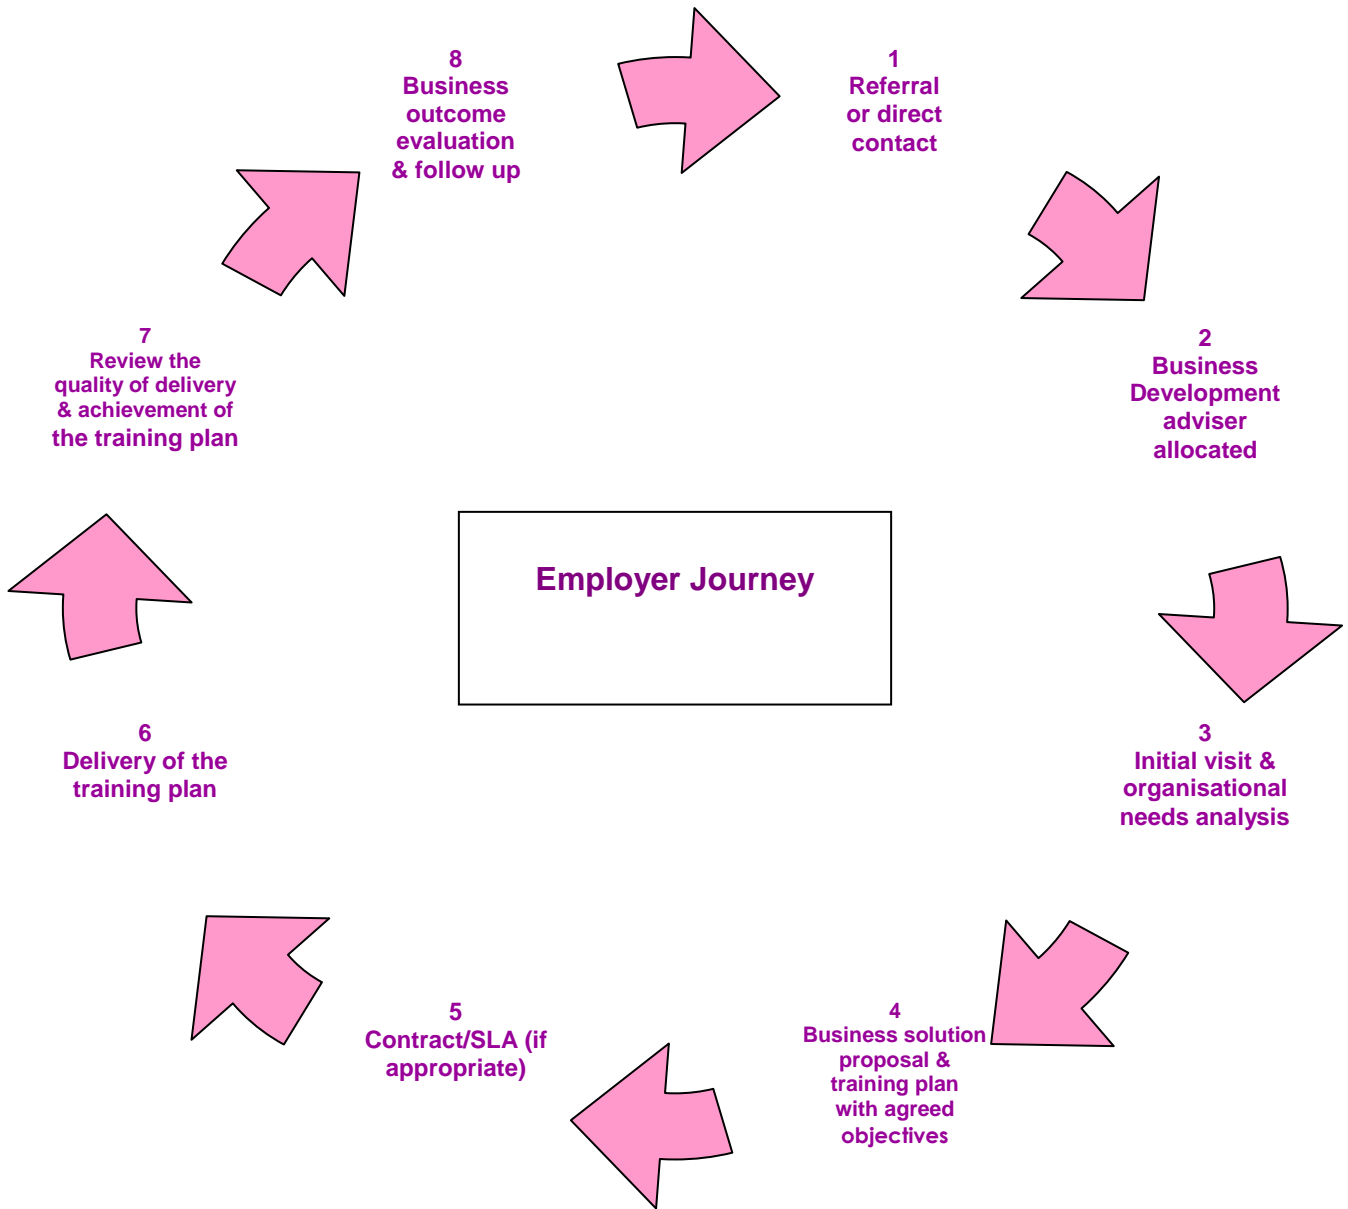 8
Business
outcome
evaluation
& follow up
1
Referral
or direct
contact
7
Review the
quality of delivery
& achievement of
the training plan
2
Business
Development
adviser
allocated
Employer Journey
6
Delivery of the
training plan
3
Initial visit &
organisational
needs analysis
5
Contract/SLA (if
appropriate)
4
Business solution
proposal &
training plan
with agreed
objectives